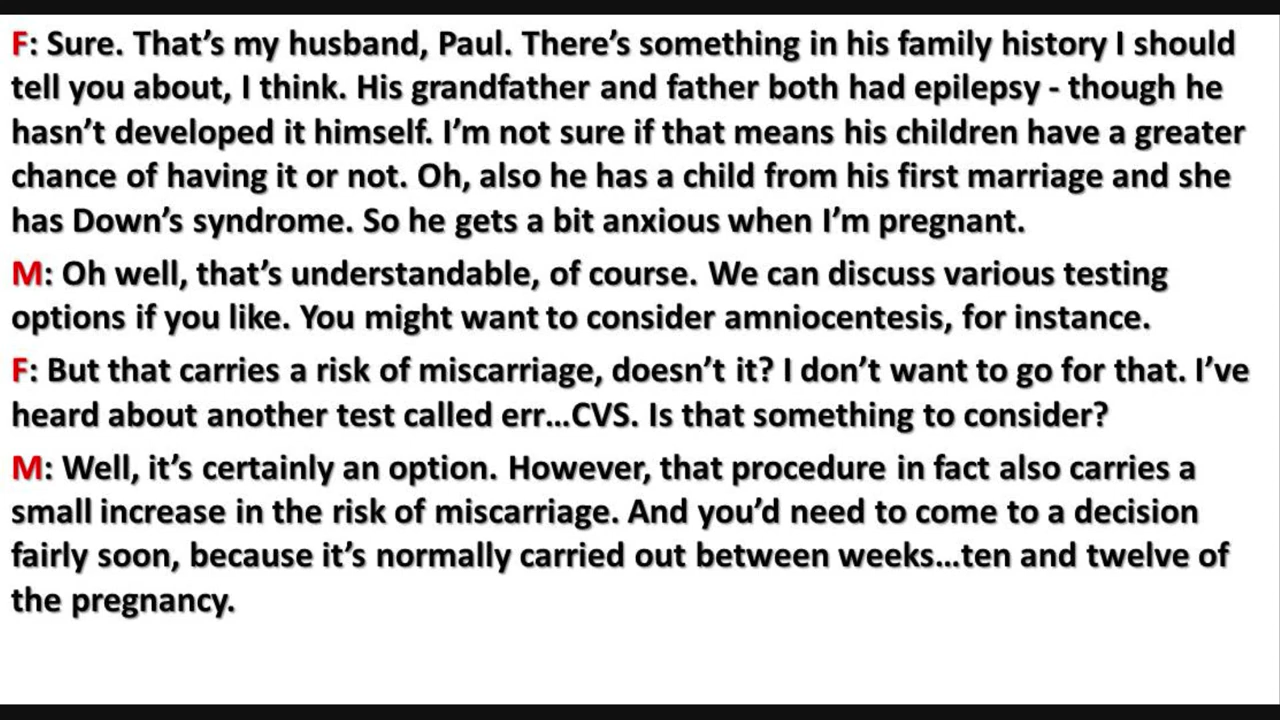 F: Sure. That’s my husband, Paul. There’s something in his family history I should
tell you about, I think. His grandfather and father both had epilepsy - though he
hasn’t developed it himself. I’m not sure if that means his children have a greater
chance of having it or not. Oh, also he has a child from his first marriage and she
has Down’s syndrome. So he gets a bit anxious when I’m pregnant.
M: Oh well, that’s understandable, of course. We can discuss various testing
options if you like. You might want to consider amniocentesis, for instance.
F: But that carries a risk of miscarriage, doesn’t it? I don’t want to go for that. I’ve
heard about another test called err...CVS. Is that something to consider?
M: Well, it’s certainly an option. However, that procedure in fact also carries a
small increase in the risk of miscarriage. And you’d need to come to a decision
fairly soon, because it’s normally carried out between weeks...ten and twelve of
the pregnancy.